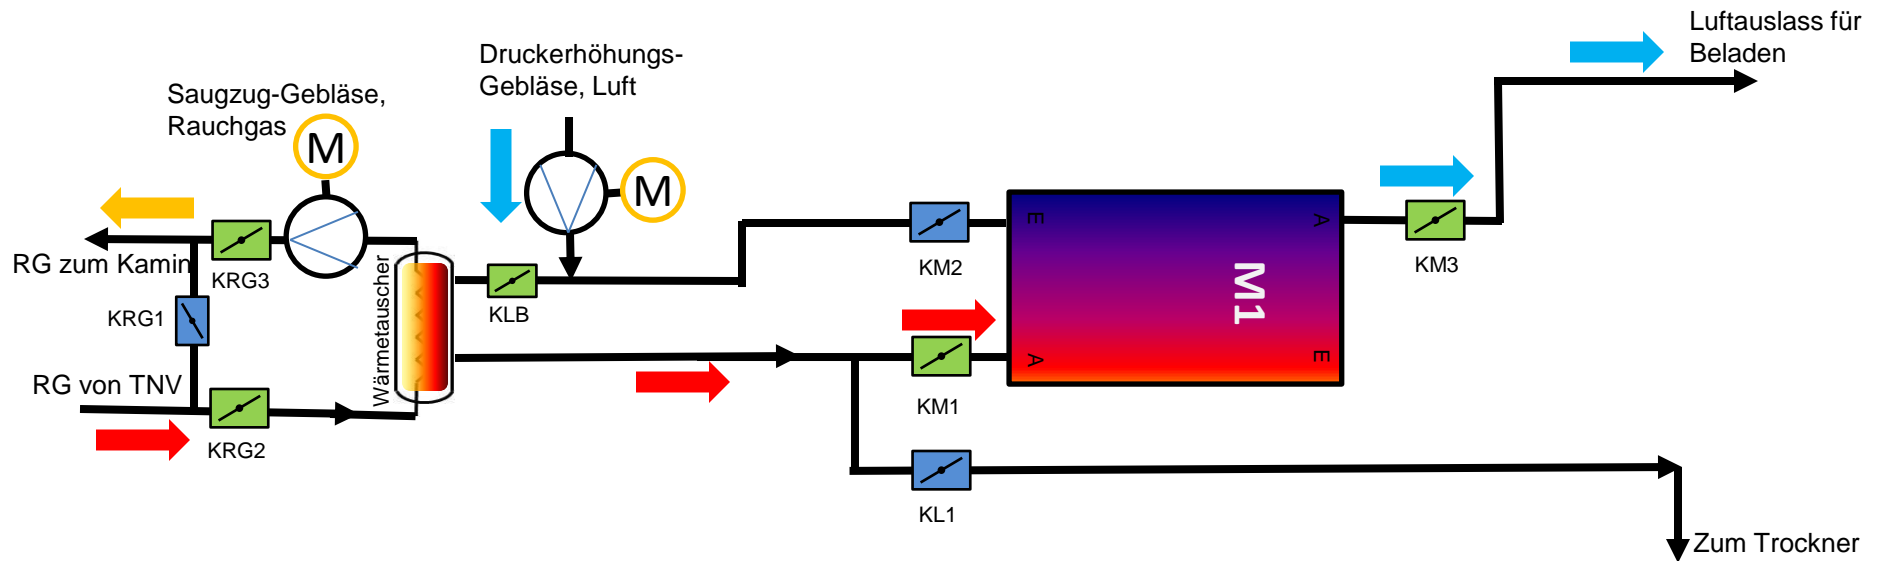 Luftauslass für
Beladen
Druckerhöhungs-
Gebläse, Luft
Saugzug-Gebläse,
Rauchgas
M
M
RG zum Kamin
KRG3
Wärmetauscher
KLB
KM2
E
A
KM3
M1
KRG1
RG von TNV
KRG2
A
E
KM1
KL1
Zum Trockner